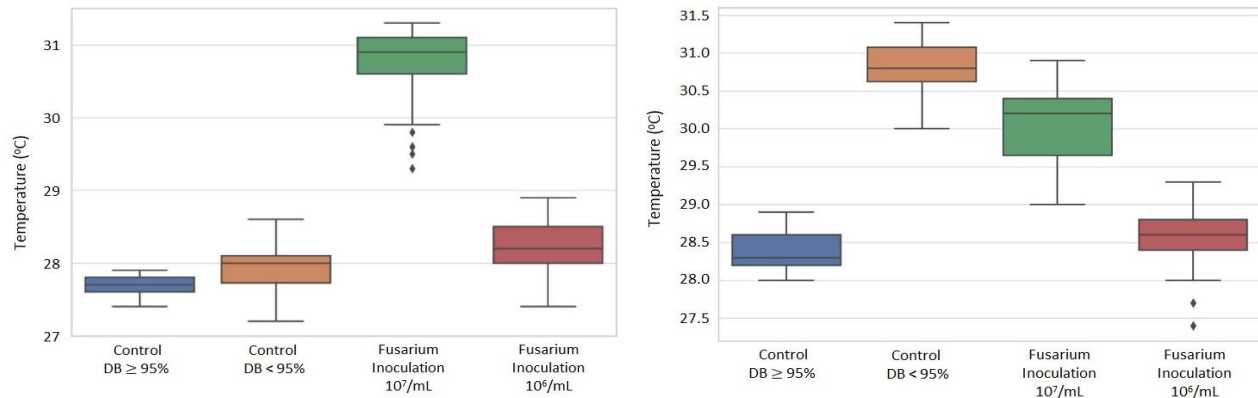 Temperature (ºC)
31
30
29
28
27
Control
DB ≥ 95%
Control
DB < 95%
Fusarium
Inoculation
10⁷/mL
Fusarium
Inoculation
10⁶/mL
Temperature (ºC)
31.5
31.0
30.5
30.0
29.5
29.0
28.5
28.0
27.5
Control
DB ≥ 95%
Control
DB < 95%
Fusarium
Inoculation
10⁷/mL
Fusarium
Inoculation
10⁶/mL